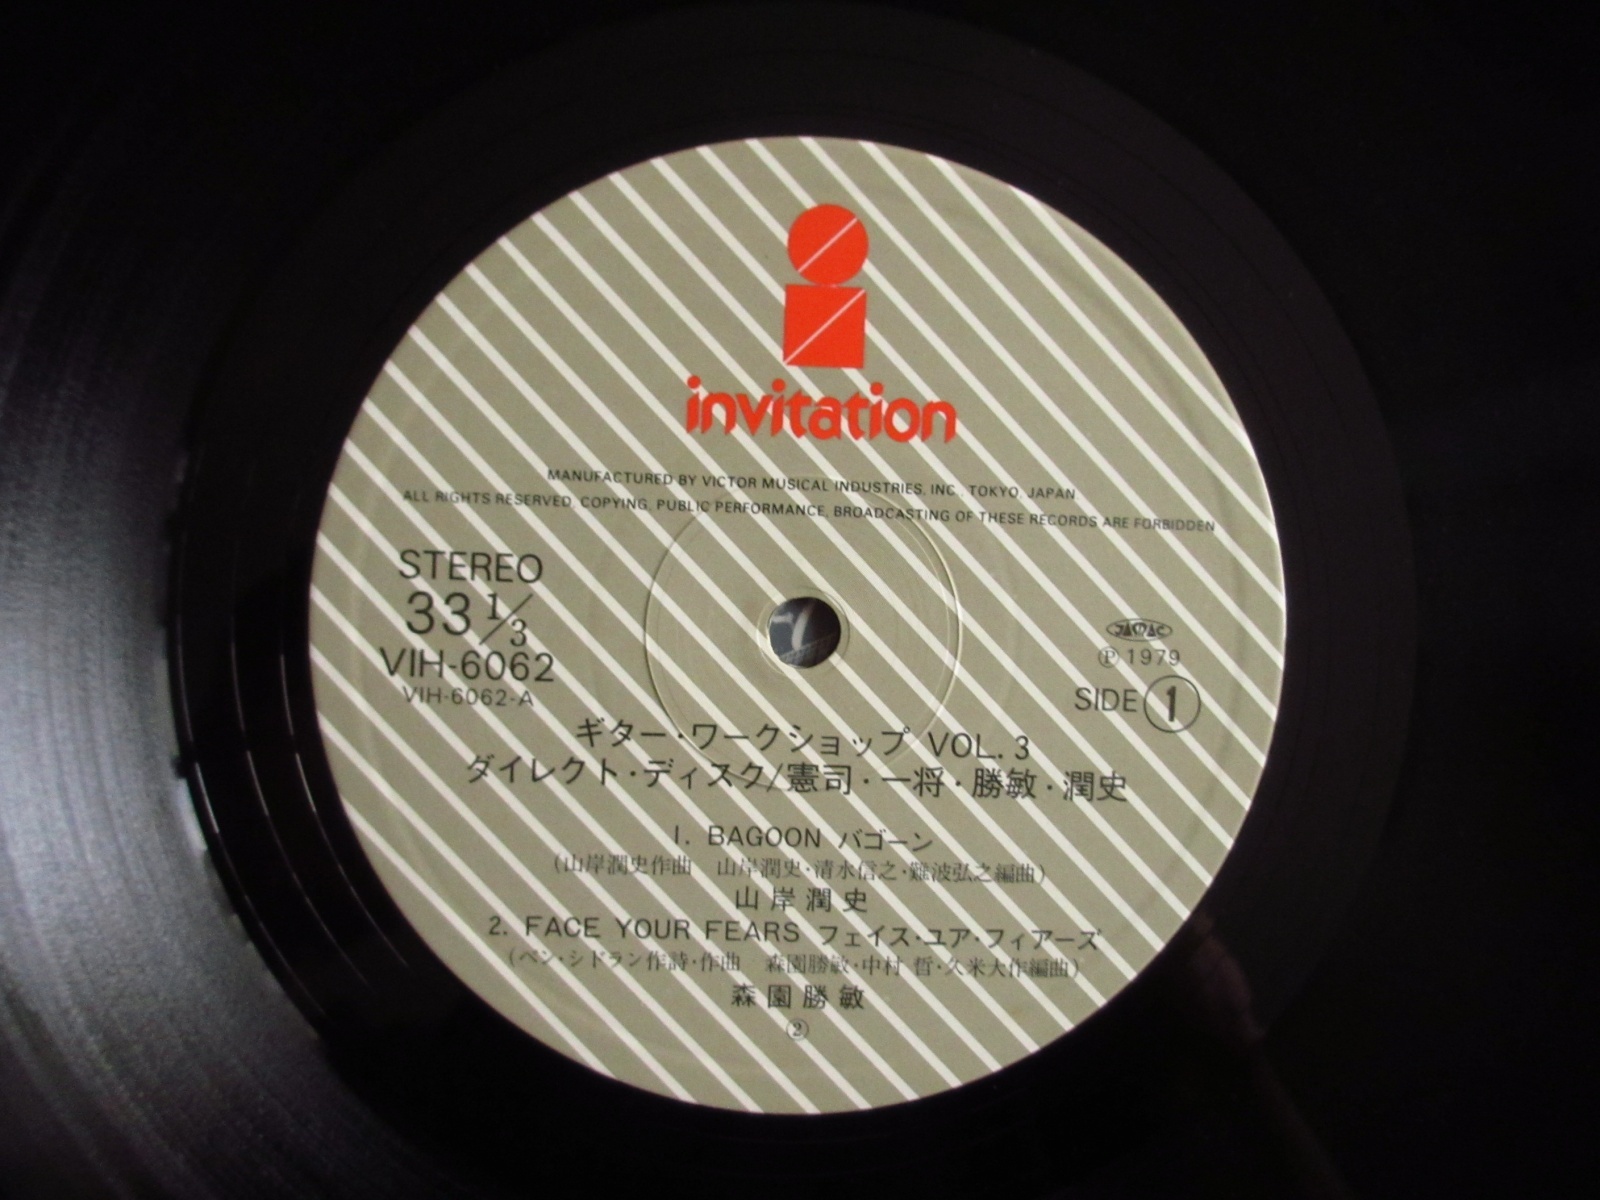 invitation
MANUFACTURED BY VICTOR MUSICAL INDUSTRIES, INC., TOKYO, JAPAN.
ALL RIGHTS RESERVED, COPYING, PUBLIC PERFORMANCE, BROADCASTING OF THESE RECORDS ARE FORBIDDEN
STEREO
33 1/3
VIH-6062
VIH-6062-A
JASRAC
Ⓟ 1979
SIDE 1
ギター・ワークショップ VOL. 3
ダイレクト・ディスク/憲司・一将・勝敏・潤史
1. BAGOON バゴーン
(山岸潤史作曲 山岸潤史・清水信之・難波弘之編曲)
山岸潤史
2. FACE YOUR FEARS フェイス・ユア・フィアーズ
(ベン・シドラン作詩・作曲 森園勝敏・中村 哲・久米大作編曲)
森園勝敏
②